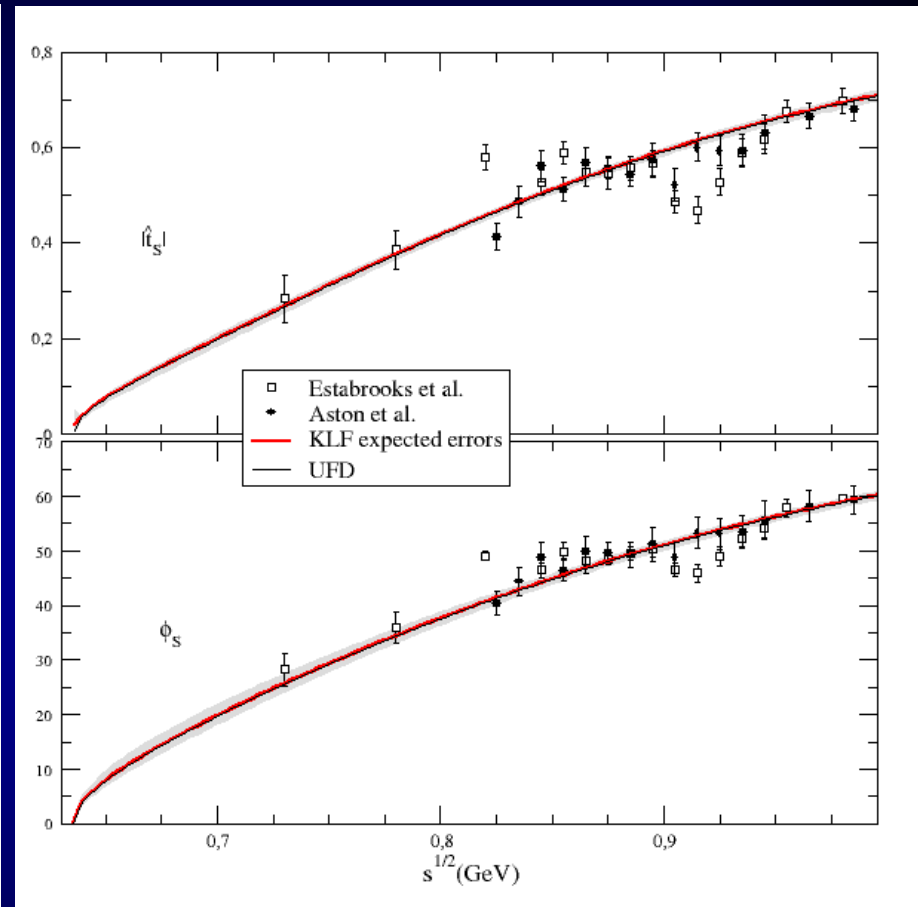 0,8
0,6
|t̂S|
0,4
0,2
Estabrooks et al.
Aston et al.
KLF expected errors
UFD
0
70
60
50
40
ϕS
30
20
10
0
0,7 0,8 0,9
s1/2(GeV)